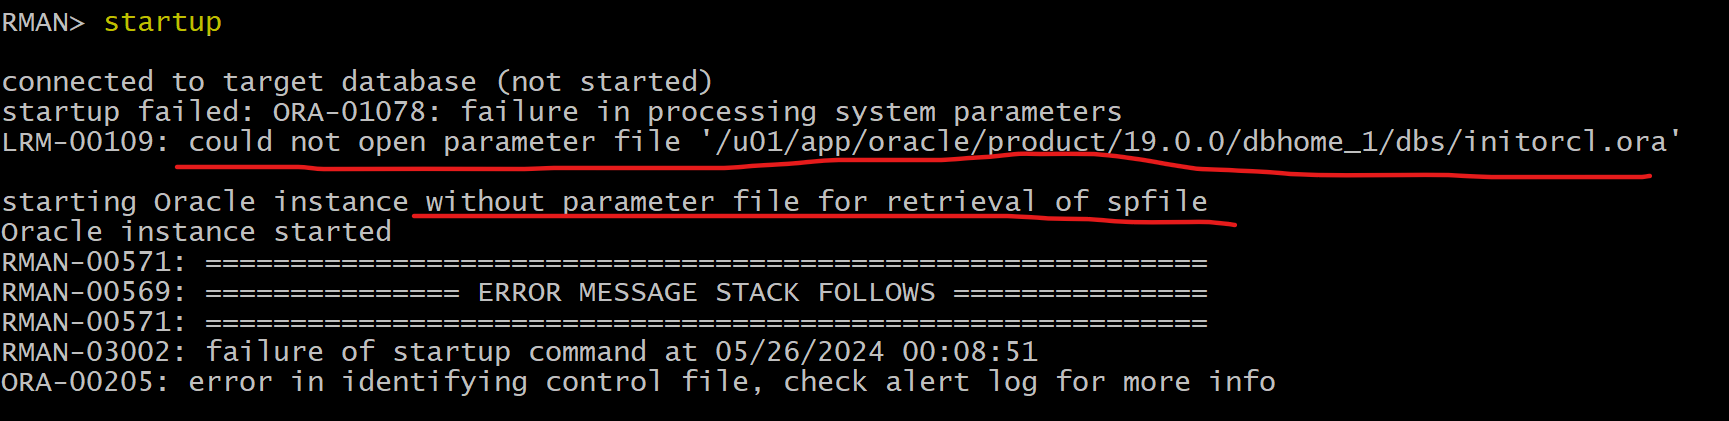 RMAN> startup
connected to target database (not started)
startup failed: ORA-01078: failure in processing system parameters
LRM-00109: could not open parameter file '/u01/app/oracle/product/19.0.0/dbhome_1/dbs/initorcl.ora'
starting Oracle instance without parameter file for retrieval of spfile
Oracle instance started
RMAN-00571: ===========================================================
RMAN-00569: =============== ERROR MESSAGE STACK FOLLOWS ===============
RMAN-00571: ===========================================================
RMAN-03002: failure of startup command at 05/26/2024 00:08:51
ORA-00205: error in identifying control file, check alert log for more info